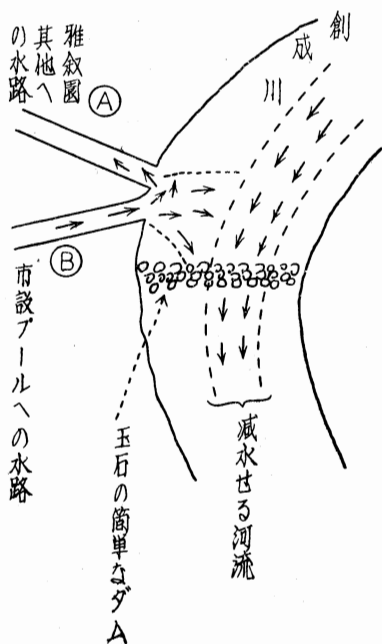 創成川
雅叙園
其他へ
の水路
Ⓐ
Ⓑ
市設プールへの水路
玉石の簡単なダム
減水せる河流